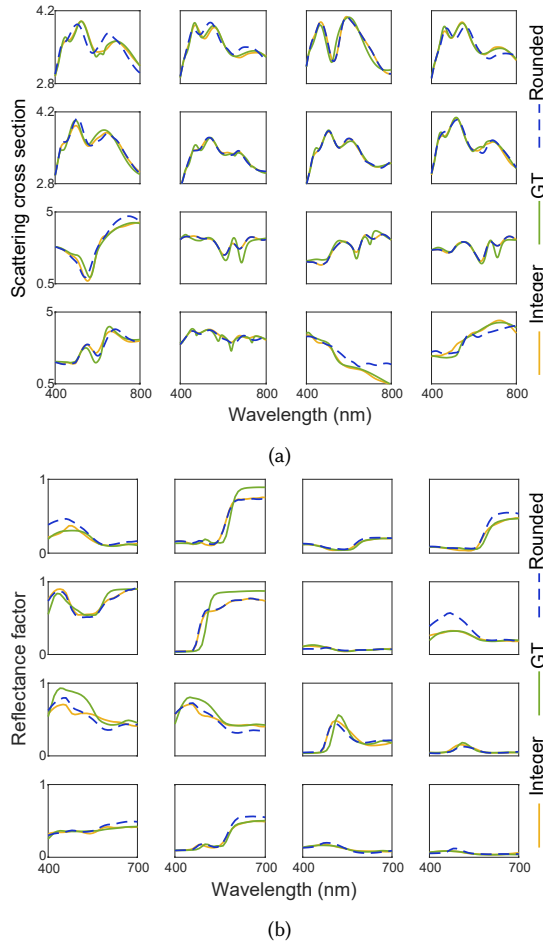 4.2
2.8
4.2
2.8
5
0.5
5
0.5
400 800 400 800 400 800 400 800
Scattering cross section
Wavelength (nm)
Integer GT Rounded
(a)
1
0
1
0
1
0
1
0
400 700 400 700 400 700 400 700
Reflectance factor
Wavelength (nm)
Integer GT Rounded
(b)